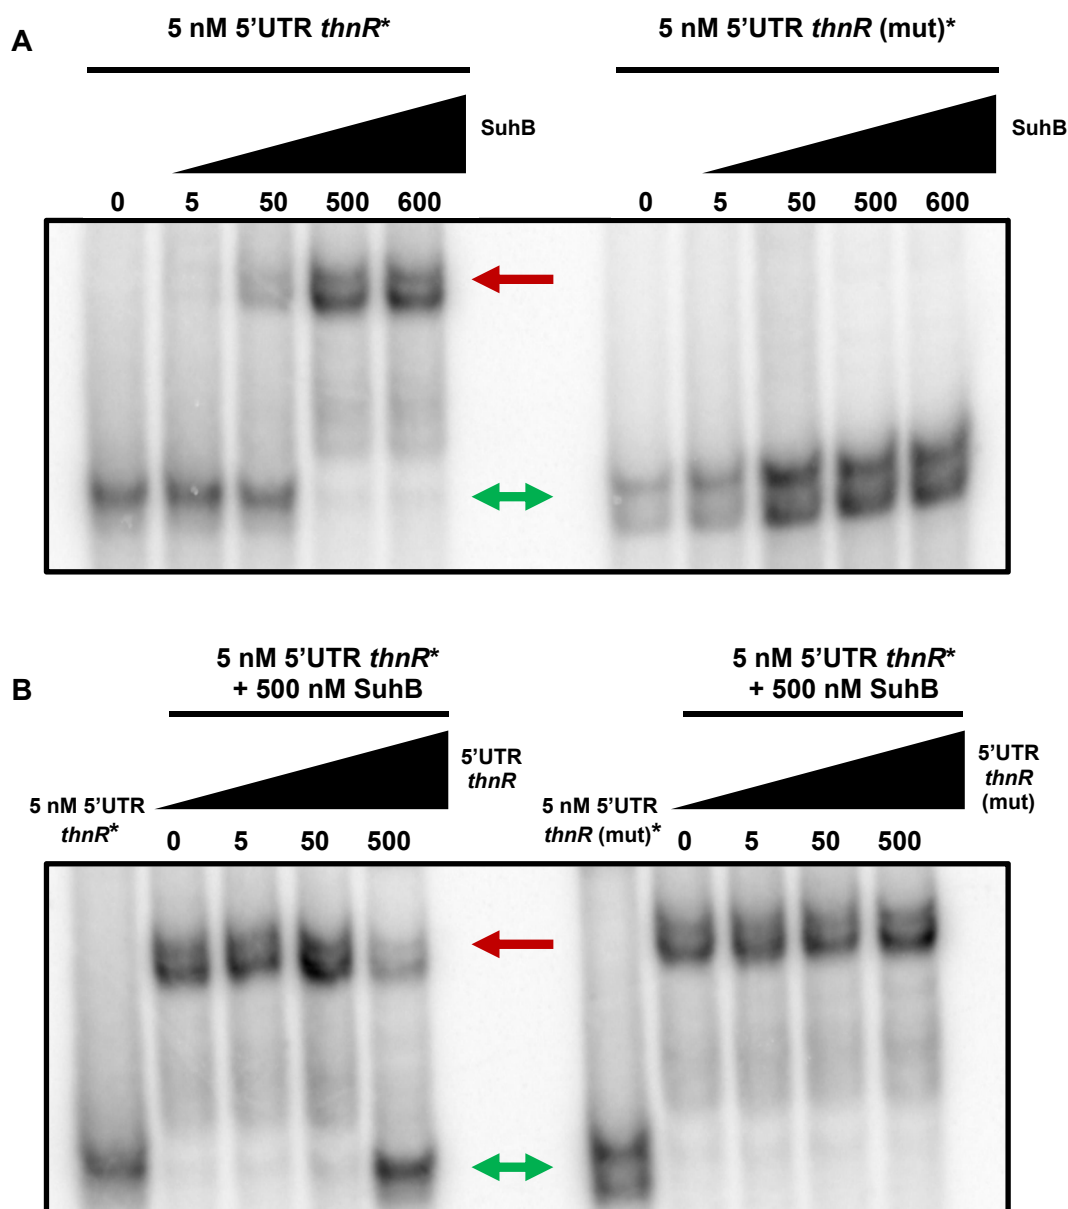 A
5 nM 5’UTR thnR*
5 nM 5’UTR thnR (mut)*
SuhB
SuhB
0 5 50 500 600
0 5 50 500 600
B
5 nM 5’UTR thnR*
+ 500 nM SuhB
5 nM 5’UTR thnR*
+ 500 nM SuhB
5’UTR
thnR
5’UTR
thnR
(mut)
5 nM 5’UTR
thnR*
0 5 50 500
5 nM 5’UTR
thnR (mut)*
0 5 50 500